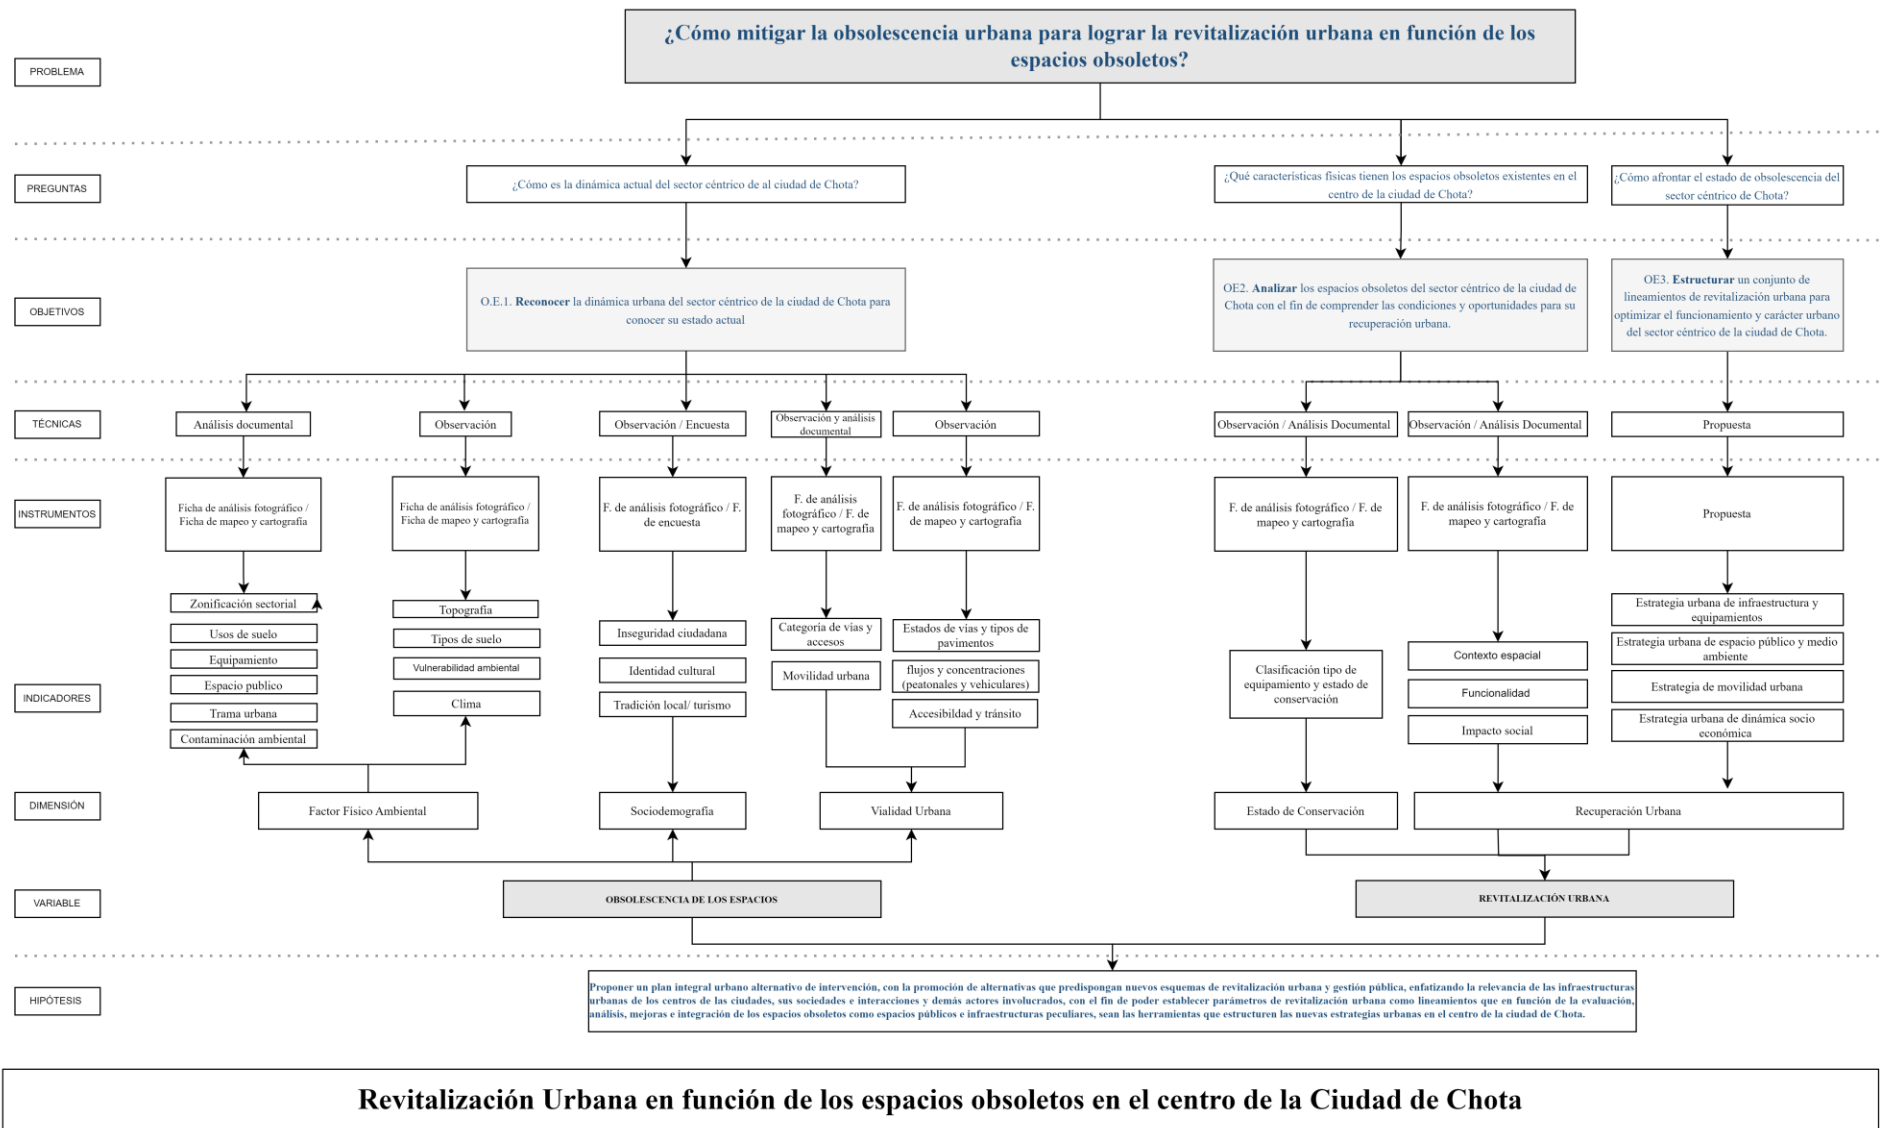 ¿Cómo mitigar la obsolescencia urbana para lograr la revitalización urbana en función de los
espacios obsoletos?
PROBLEMA
PREGUNTAS
¿Cómo es la dinámica actual del sector céntrico de al ciudad de Chota?
¿Qué características físicas tienen los espacios obsoletos existentes en el
centro de la ciudad de Chota?
¿Cómo afrontar el estado de obsolescencia del
sector céntrico de Chota?
OBJETIVOS
O.E.1. Reconocer la dinámica urbana del sector céntrico de la ciudad de Chota para
conocer su estado actual
OE2. Analizar los espacios obsoletos del sector céntrico de la ciudad de
Chota con el fin de comprender las condiciones y oportunidades para su
recuperación urbana.
OE3. Estructurar un conjunto de
lineamientos de revitalización urbana para
optimizar el funcionamiento y carácter urbano
del sector céntrico de la ciudad de Chota.
TÉCNICAS
Análisis documental
Observación
Observación / Encuesta
Observación y análisis
documental
Observación
Observación / Análisis Documental
Observación / Análisis Documental
Propuesta
INSTRUMENTOS
Ficha de análisis fotográfico /
Ficha de mapeo y cartografía
Ficha de análisis fotográfico /
Ficha de mapeo y cartografía
F. de análisis fotográfico / F.
de encuesta
F. de análisis
fotográfico / F. de
mapeo y cartografía
F. de análisis fotográfico / F.
de mapeo y cartografía
F. de análisis fotográfico / F. de
mapeo y cartografía
F. de análisis fotográfico / F. de
mapeo y cartografía
Propuesta
INDICADORES
Zonificación sectorial
Usos de suelo
Equipamiento
Espacio publico
Trama urbana
Contaminación ambiental
Topografía
Tipos de suelo
Vulnerabilidad ambiental
Clima
Inseguridad ciudadana
Identidad cultural
Tradición local/ turismo
Categoría de vías y
accesos
Movilidad urbana
Estados de vías y tipos de
pavimentos
flujos y concentraciones
(peatonales y vehiculares)
Accesibildad y tránsito
Clasificación tipo de
equipamiento y estado de
conservación
Contexto espacial
Funcionalidad
Impacto social
Estrategia urbana de infraestructura y
equipamientos
Estrategia urbana de espacio público y medio
ambiente
Estrategia de movilidad urbana
Estrategia urbana de dinámica socio
económica
DIMENSIÓN
Factor Físico Ambiental
Sociodemografía
Vialidad Urbana
Estado de Conservación
Recuperación Urbana
VARIABLE
OBSOLESCENCIA DE LOS ESPACIOS
REVITALIZACIÓN URBANA
HIPÓTESIS
Proponer un plan integral urbano alternativo de intervención, con la promoción de alternativas que predispongan nuevos esquemas de revitalización urbana y gestión pública, enfatizando la relevancia de las infraestructuras
urbanas de los centros de las ciudades, sus sociedades e interacciones y demás actores involucrados, con el fin de poder establecer parámetros de revitalización urbana como lineamientos que en función de la evaluación,
análisis, mejoras e integración de los espacios obsoletos como espacios públicos e infraestructuras peculiares, sean las herramientas que estructuren las nuevas estrategias urbanas en el centro de la ciudad de Chota.
Revitalización Urbana en función de los espacios obsoletos en el centro de la Ciudad de Chota